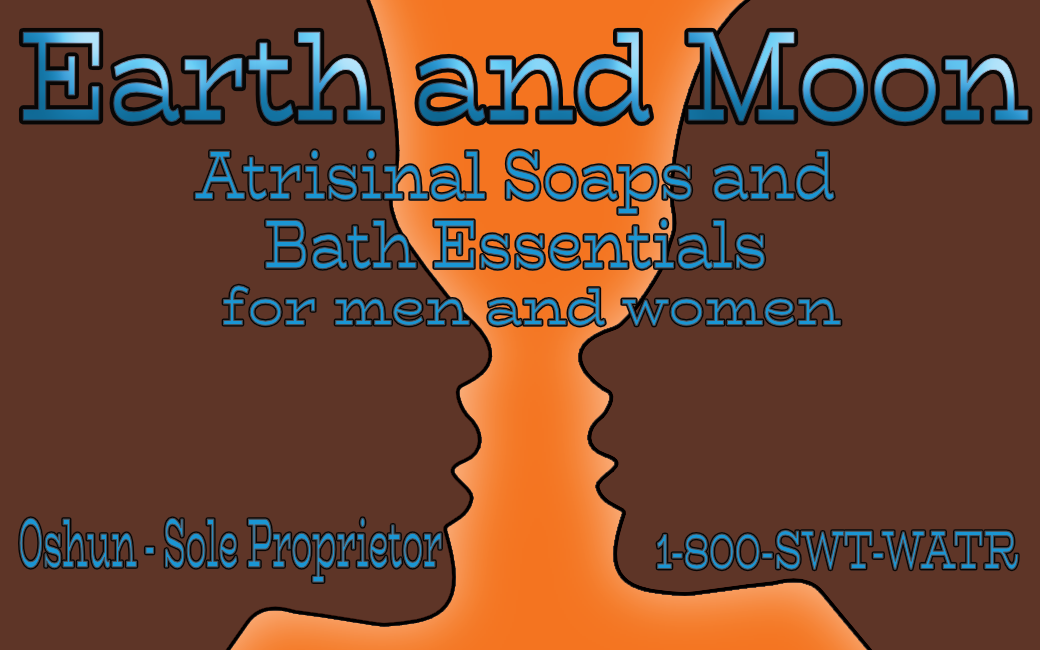 Earth and Moon
Atrisinal Soaps and
Bath Essentials
for men and women
Oshun - Sole Proprietor
1-800-SWT-WATR